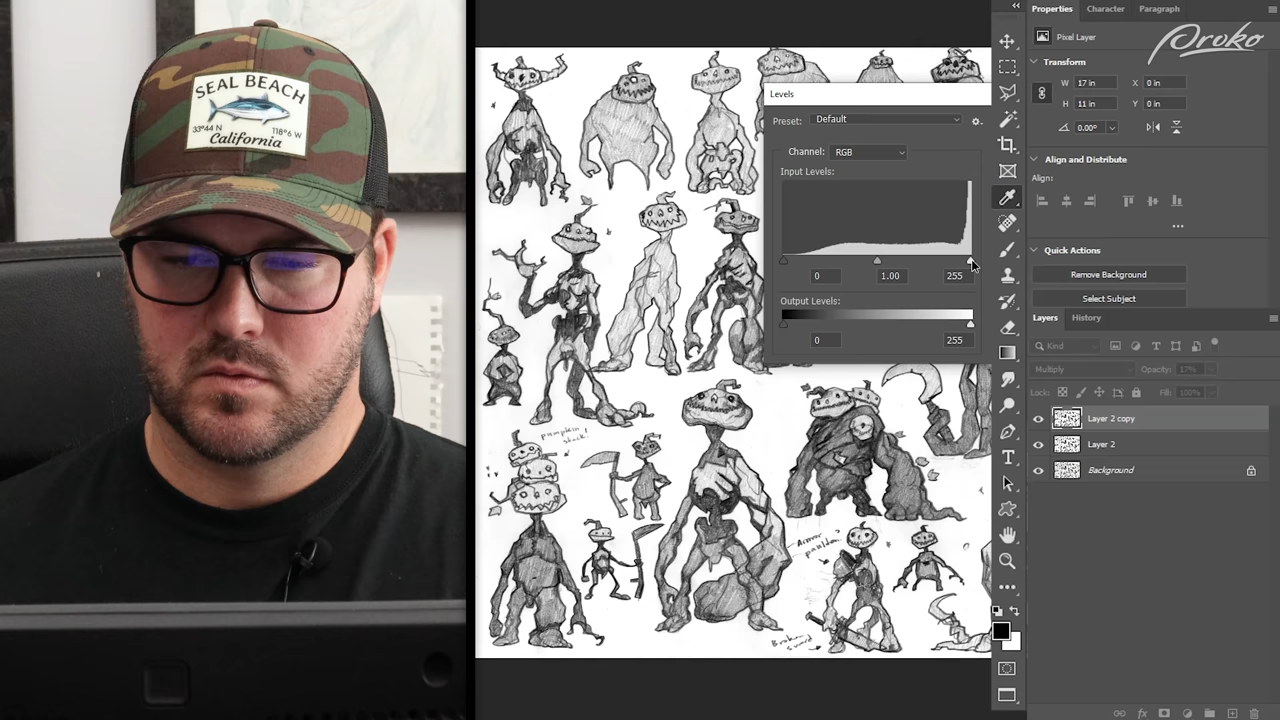 SEAL BEACH
33°44 N
118°6 W
California
pumpkin
stack!
Armor
pauldron
Broken
sword
Levels
Preset:
Default
Channel:
RGB
Input Levels:
0
1.00
255
Output Levels:
0
255
Properties
Character
Paragraph
Proko
Pixel Layer
Transform
W
17 in
X
0 in
H
11 in
Y
0 in
0.00°
Align and Distribute
Align:
Quick Actions
Remove Background
Select Subject
Layers
History
Kind
Multiply
Opacity:
17%
Lock:
Fill:
100%
Layer 2 copy
Layer 2
Background